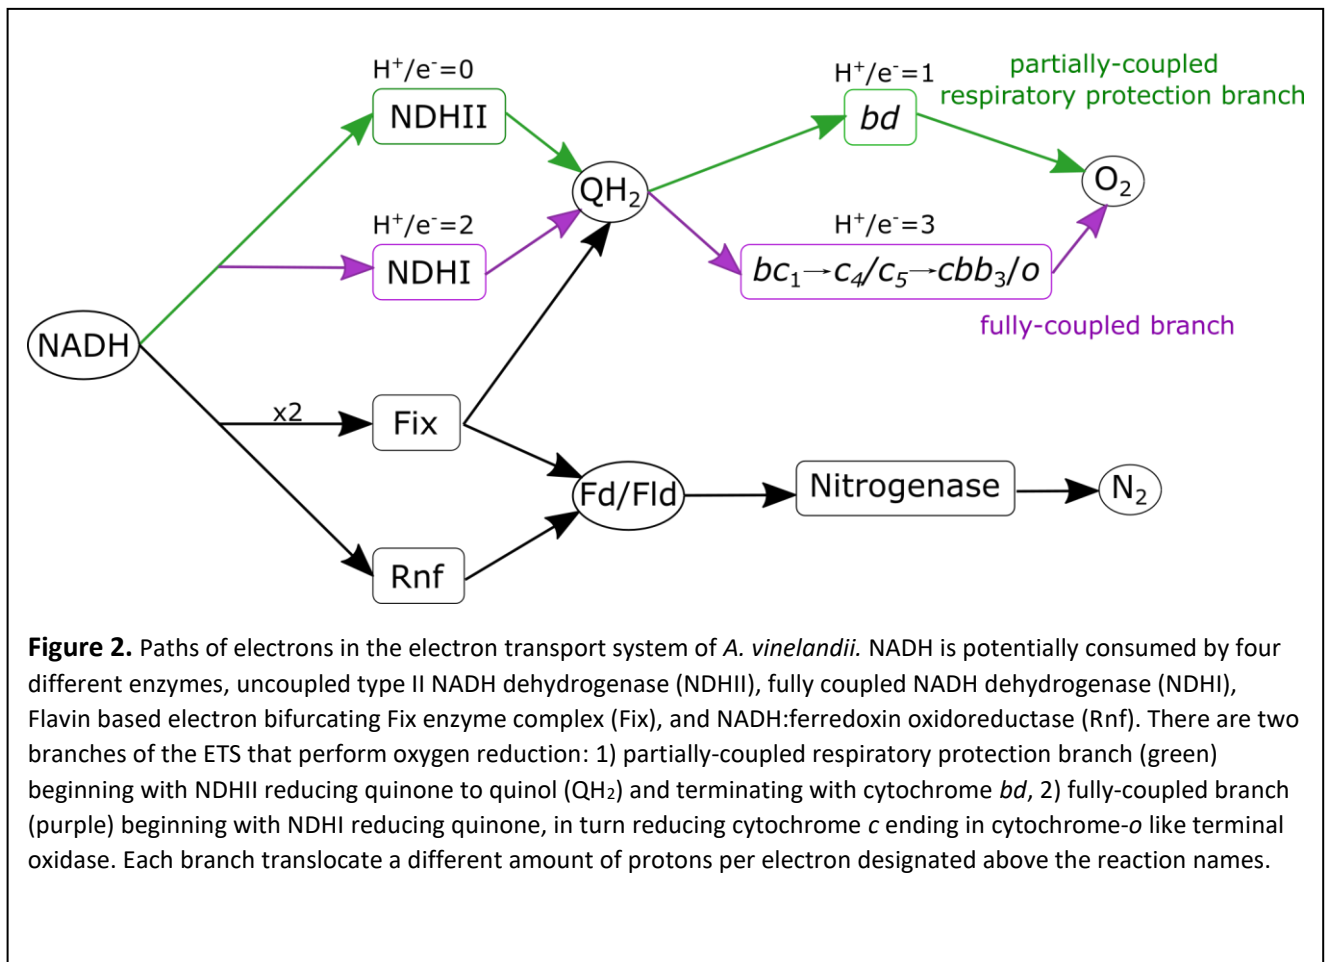 H⁺/e⁻=0
NDHII
H⁺/e⁻=1
bd
partially-coupled
respiratory protection branch
QH₂
O₂
H⁺/e⁻=2
NDHI
H⁺/e⁻=3
bc₁→c₄/c₅→cbb₃/o
fully-coupled branch
NADH
x2
Fix
Fd/Fld
Nitrogenase
N₂
Rnf
Figure 2. Paths of electrons in the electron transport system of A. vinelandii. NADH is potentially consumed by four
different enzymes, uncoupled type II NADH dehydrogenase (NDHII), fully coupled NADH dehydrogenase (NDHI),
Flavin based electron bifurcating Fix enzyme complex (Fix), and NADH:ferredoxin oxidoreductase (Rnf). There are two
branches of the ETS that perform oxygen reduction: 1) partially-coupled respiratory protection branch (green)
beginning with NDHII reducing quinone to quinol (QH₂) and terminating with cytochrome bd, 2) fully-coupled branch
(purple) beginning with NDHI reducing quinone, in turn reducing cytochrome c ending in cytochrome-o like terminal
oxidase. Each branch translocate a different amount of protons per electron designated above the reaction names.